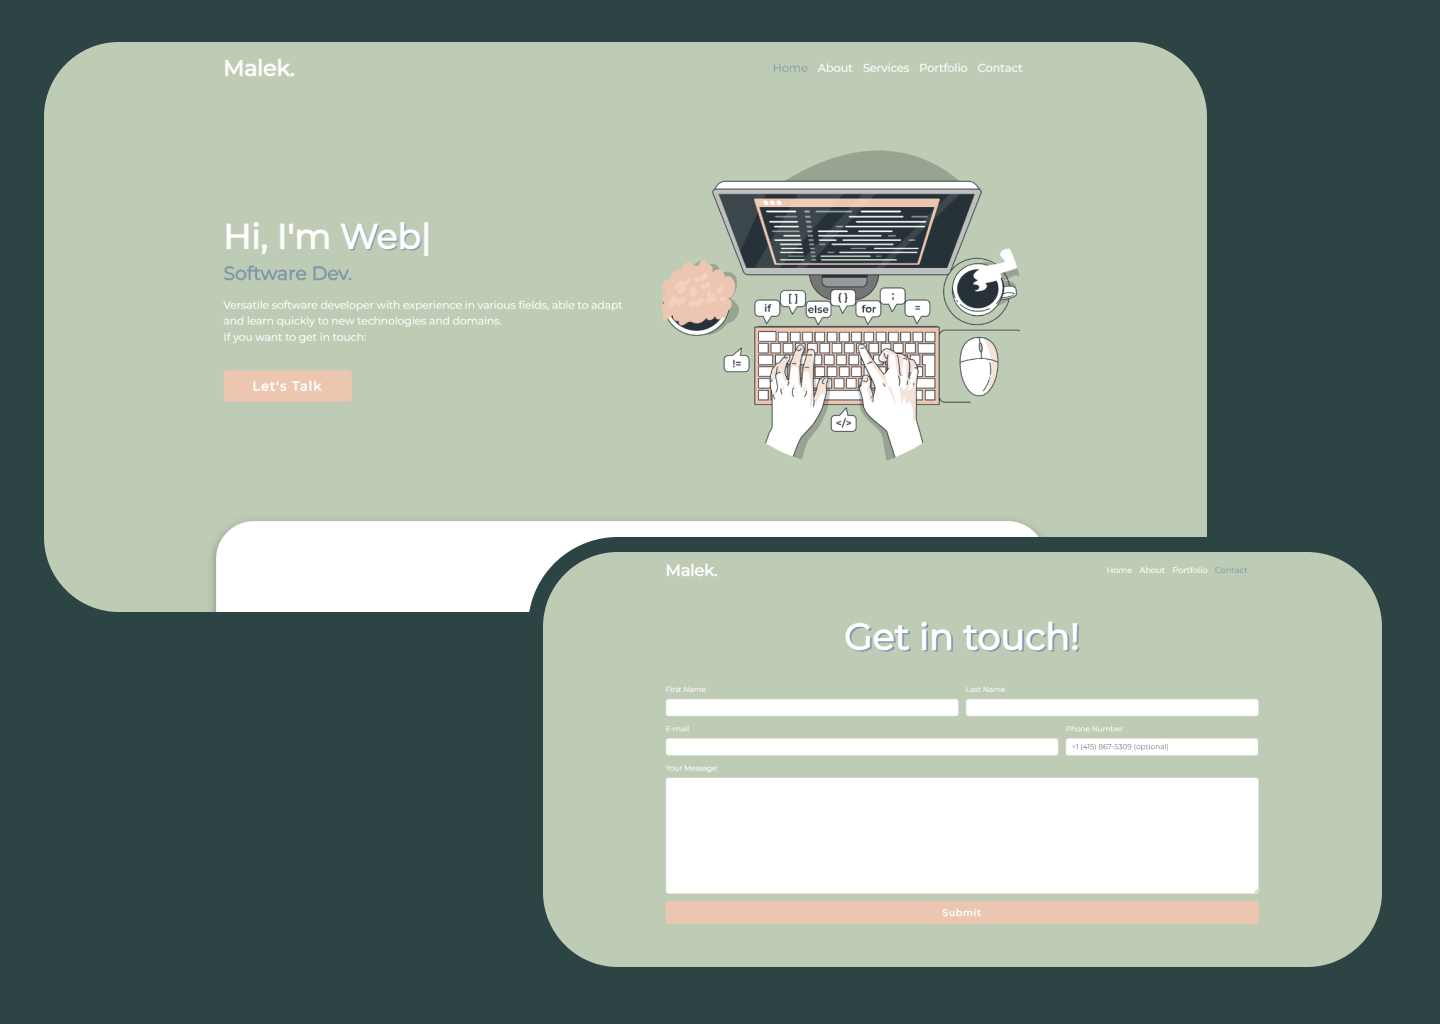 Malek.
Home About Services Portfolio Contact
Hi, I'm Web|
Software Dev.
Versatile software developer with experience in various fields, able to adapt
and learn quickly to new technologies and domains.
If you want to get in touch:
Let's Talk
if
[ ]
else
{ }
for
;
=
!=
</>
Malek.
Home About Portfolio Contact
Get in touch!
First Name
Last Name
E-mail
Phone Number
+1 (415) 867-5309 (optional)
Your Message:
Submit